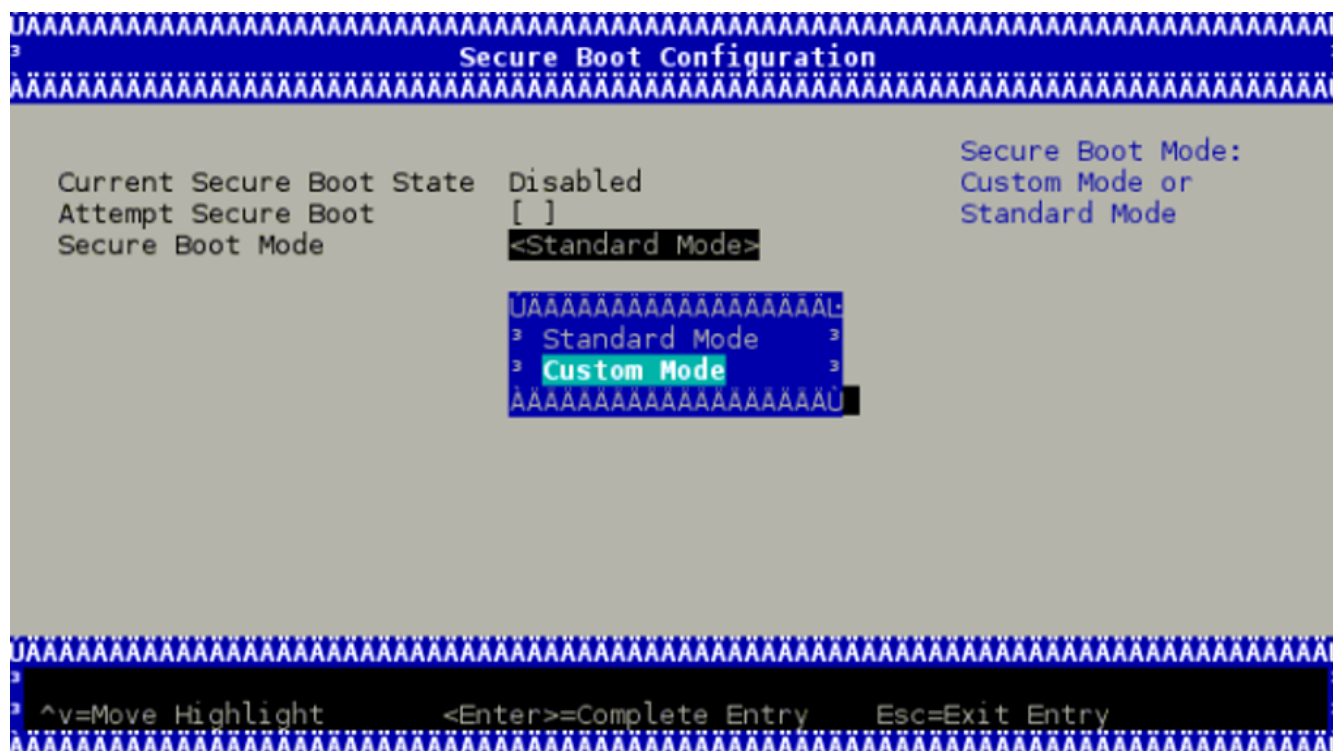 Secure Boot Configuration
Secure Boot Mode:
Current Secure Boot State Disabled Custom Mode or
Attempt Secure Boot [ ] Standard Mode
Secure Boot Mode <Standard Mode>
Standard Mode
Custom Mode
^v=Move Highlight <Enter>=Complete Entry Esc=Exit Entry